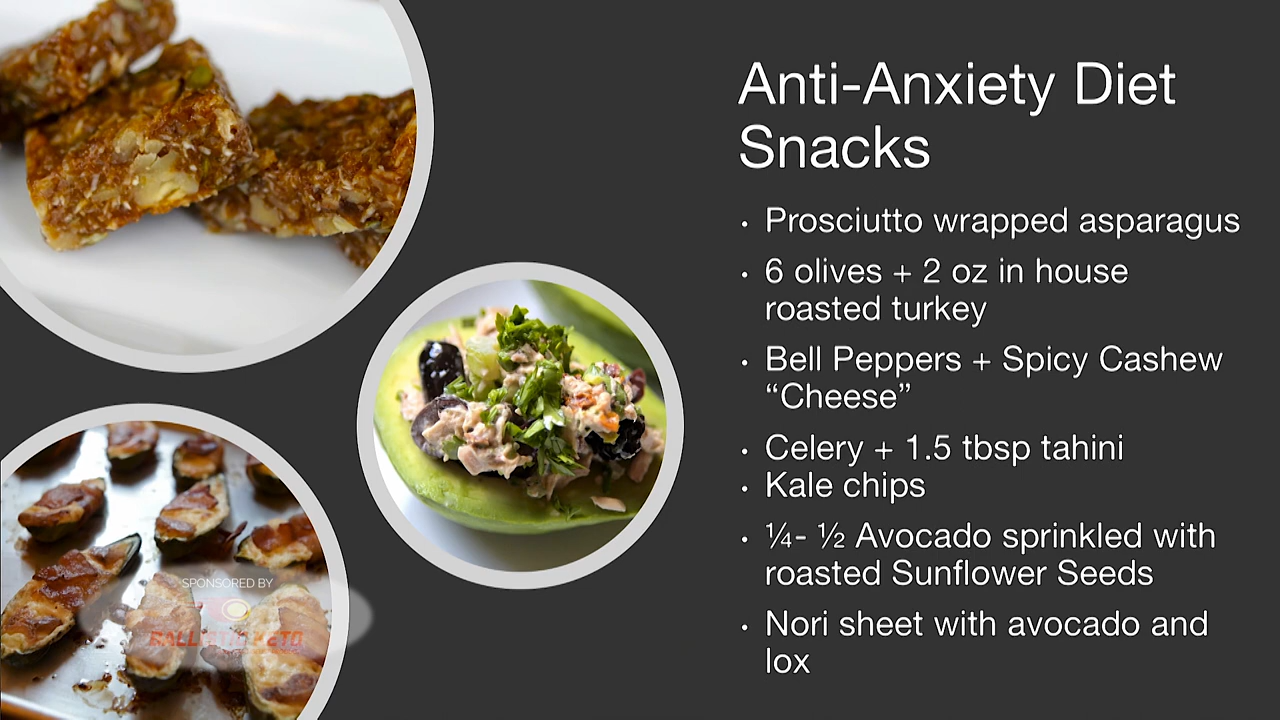 Anti-Anxiety Diet
Snacks
• Prosciutto wrapped asparagus
• 6 olives + 2 oz in house
roasted turkey
• Bell Peppers + Spicy Cashew
“Cheese”
• Celery + 1.5 tbsp tahini
• Kale chips
• ¼- ½ Avocado sprinkled with
roasted Sunflower Seeds
• Nori sheet with avocado and
lox
SPONSORED BY
BALLISTIC KETO